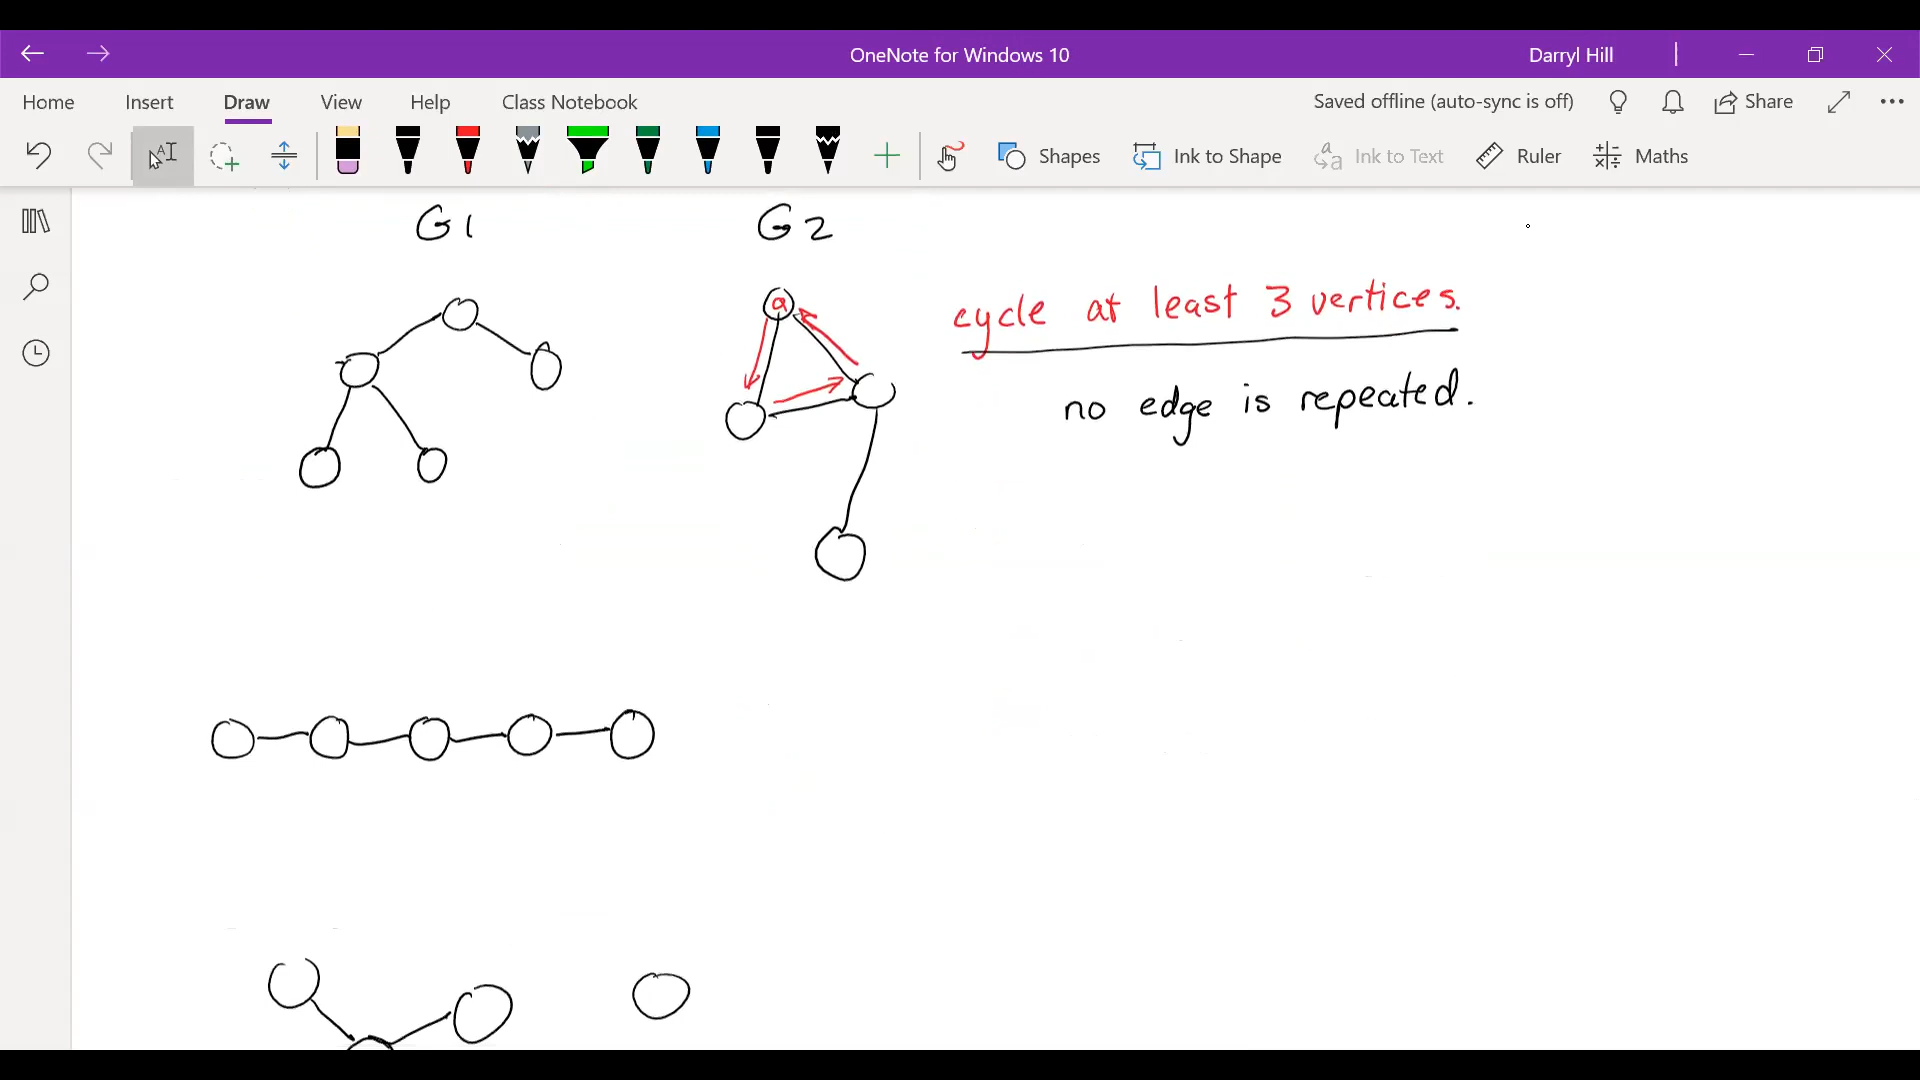 OneNote for Windows 10
Darryl Hill
Home Insert Draw View Help Class Notebook
Saved offline (auto-sync is off)
Share
Shapes
Ink to Shape
Ink to Text
Ruler
Maths
G1
G2
a
cycle at least 3 vertices.
no edge is repeated.